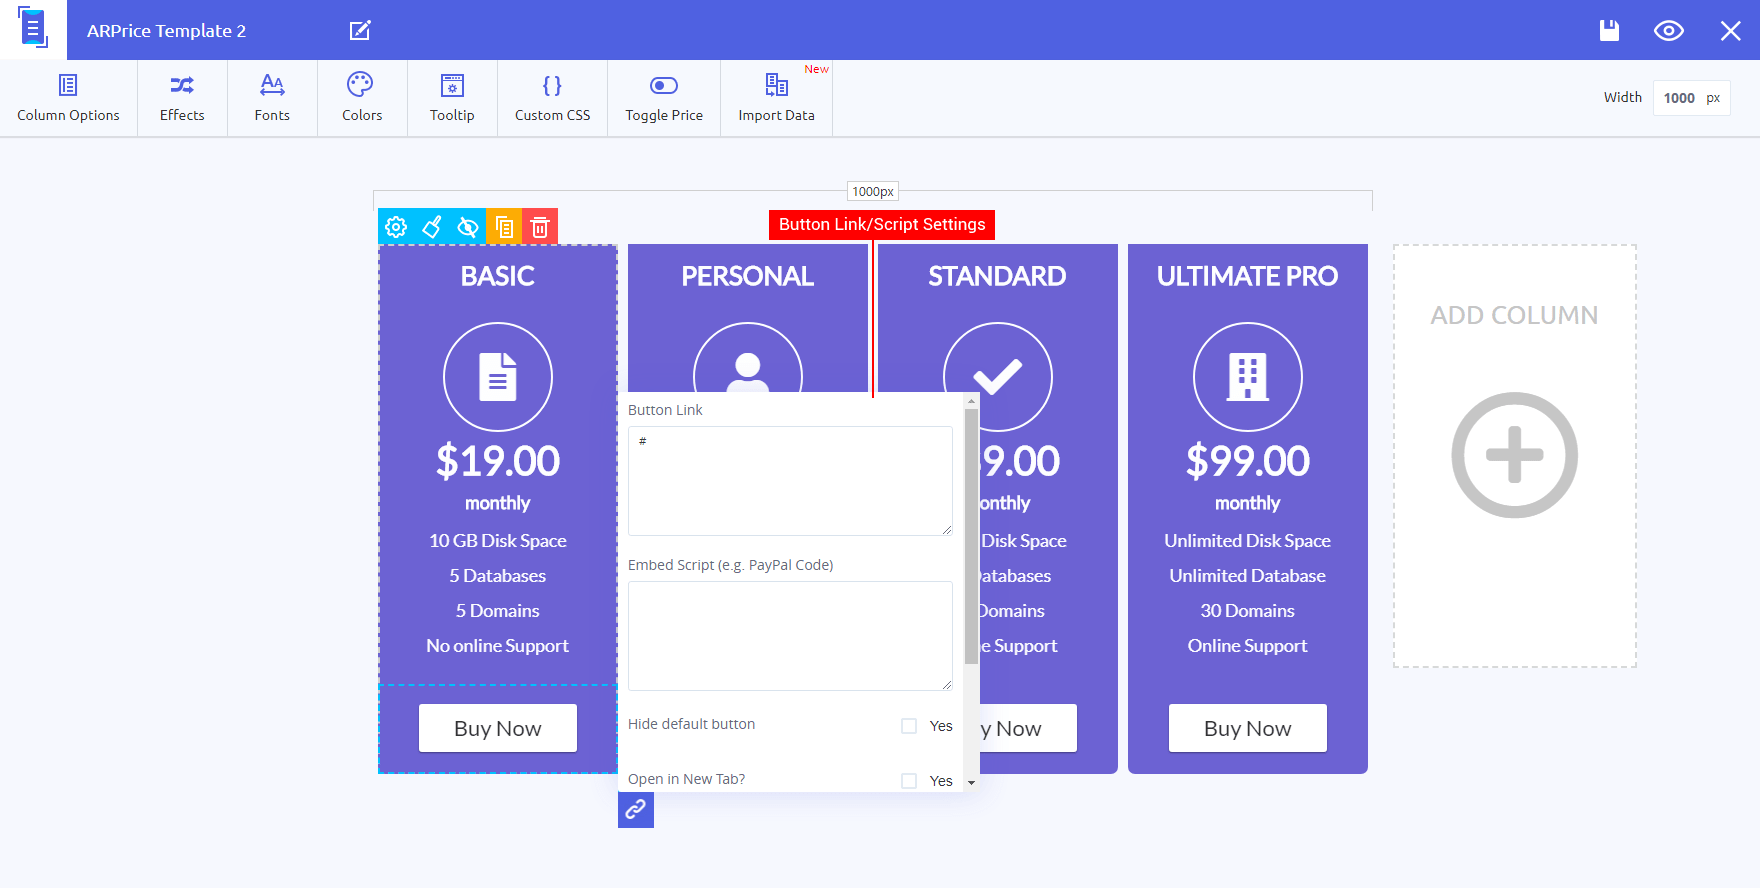 ARPrice Template 2
Column Options
Effects
Fonts
Colors
Tooltip
Custom CSS
Toggle Price
Import Data
New
Width 1000 px
1000px
Button Link/Script Settings
BASIC
$19.00
monthly
10 GB Disk Space
5 Databases
5 Domains
No online Support
Buy Now
PERSONAL
Button Link
#
Embed Script (e.g. PayPal Code)
Hide default button Yes
Open in New Tab? Yes
STANDARD
9.00
onthly
Disk Space
atabases
Domains
e Support
y Now
ULTIMATE PRO
$99.00
monthly
Unlimited Disk Space
Unlimited Database
30 Domains
Online Support
Buy Now
ADD COLUMN